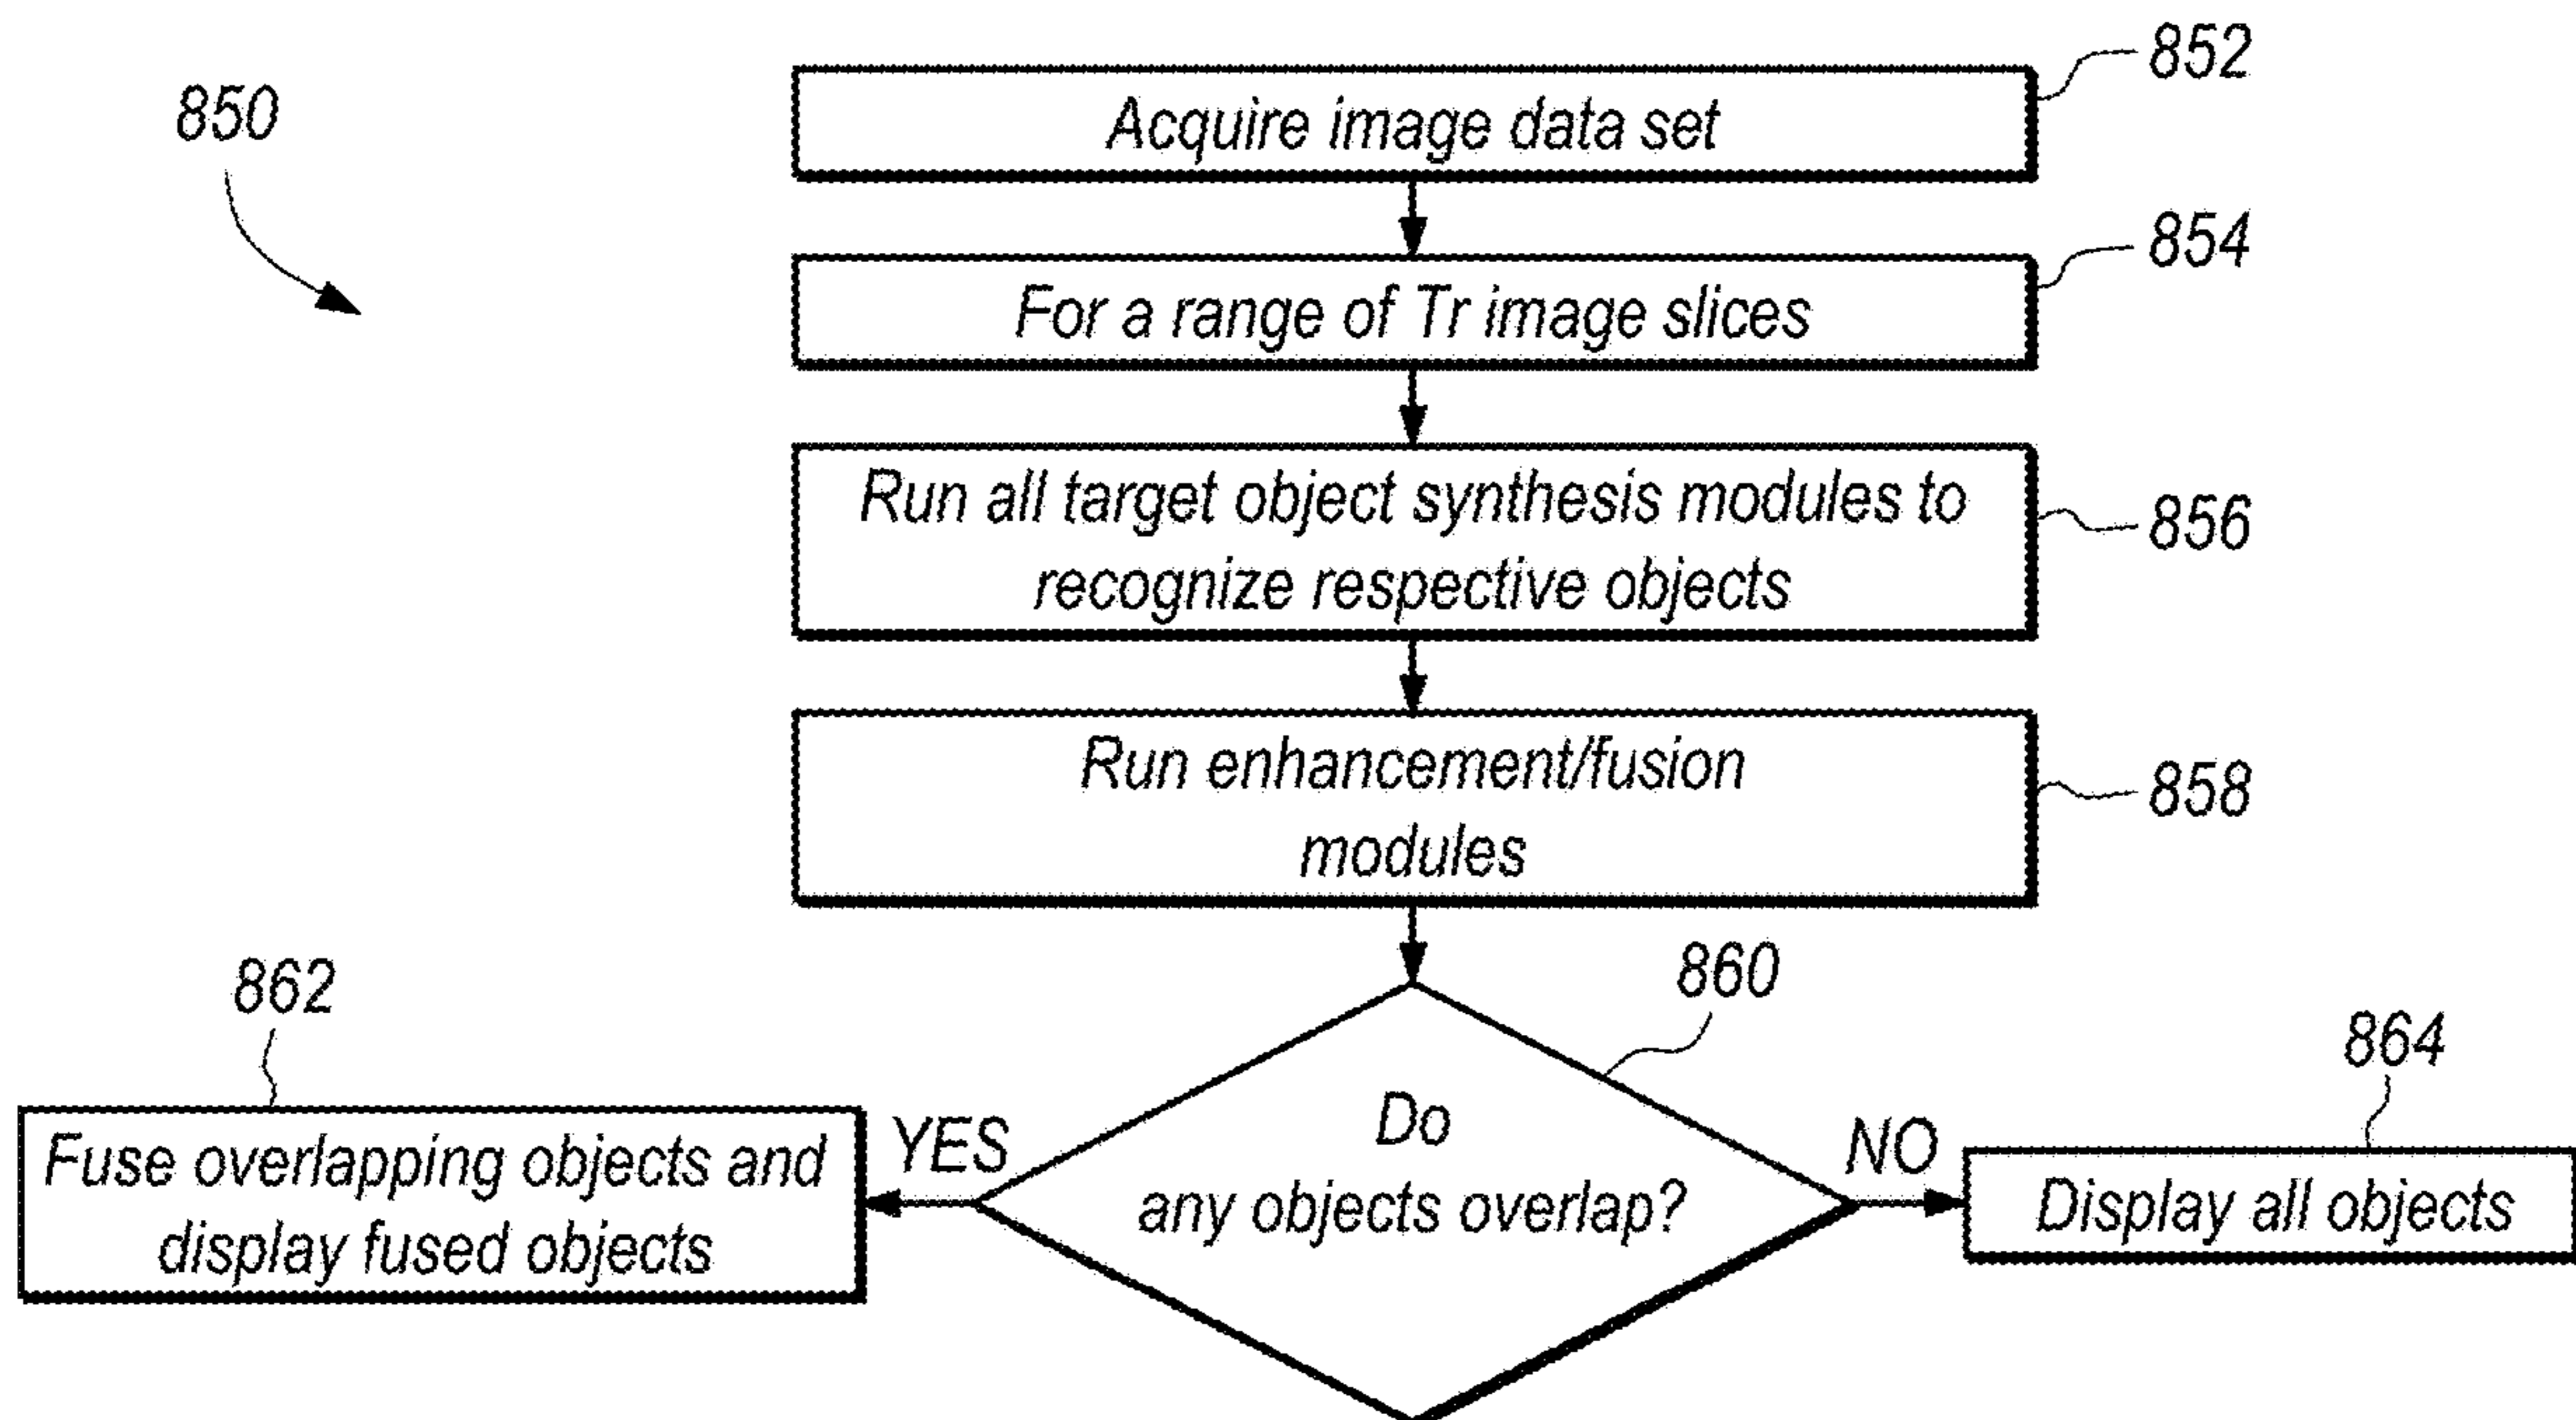 850
Acquire image data set
852
For a range of Tr image slices
854
Run all target object synthesis modules to
recognize respective objects
856
Run enhancement/fusion
modules
858
860
Do
any objects overlap?
YES
862
Fuse overlapping objects and
display fused objects
NO
864
Display all objects